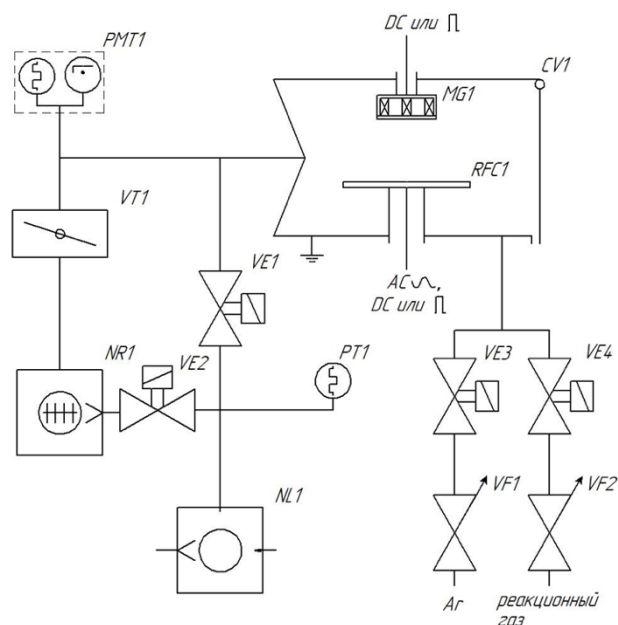 PMT1
DC или
CV1
MG1
RFC1
VT1
VE1
AC
DC или
NR1
VE2
PT1
VE3
VE4
NL1
VF1
VF2
Ar
реакционный
газ